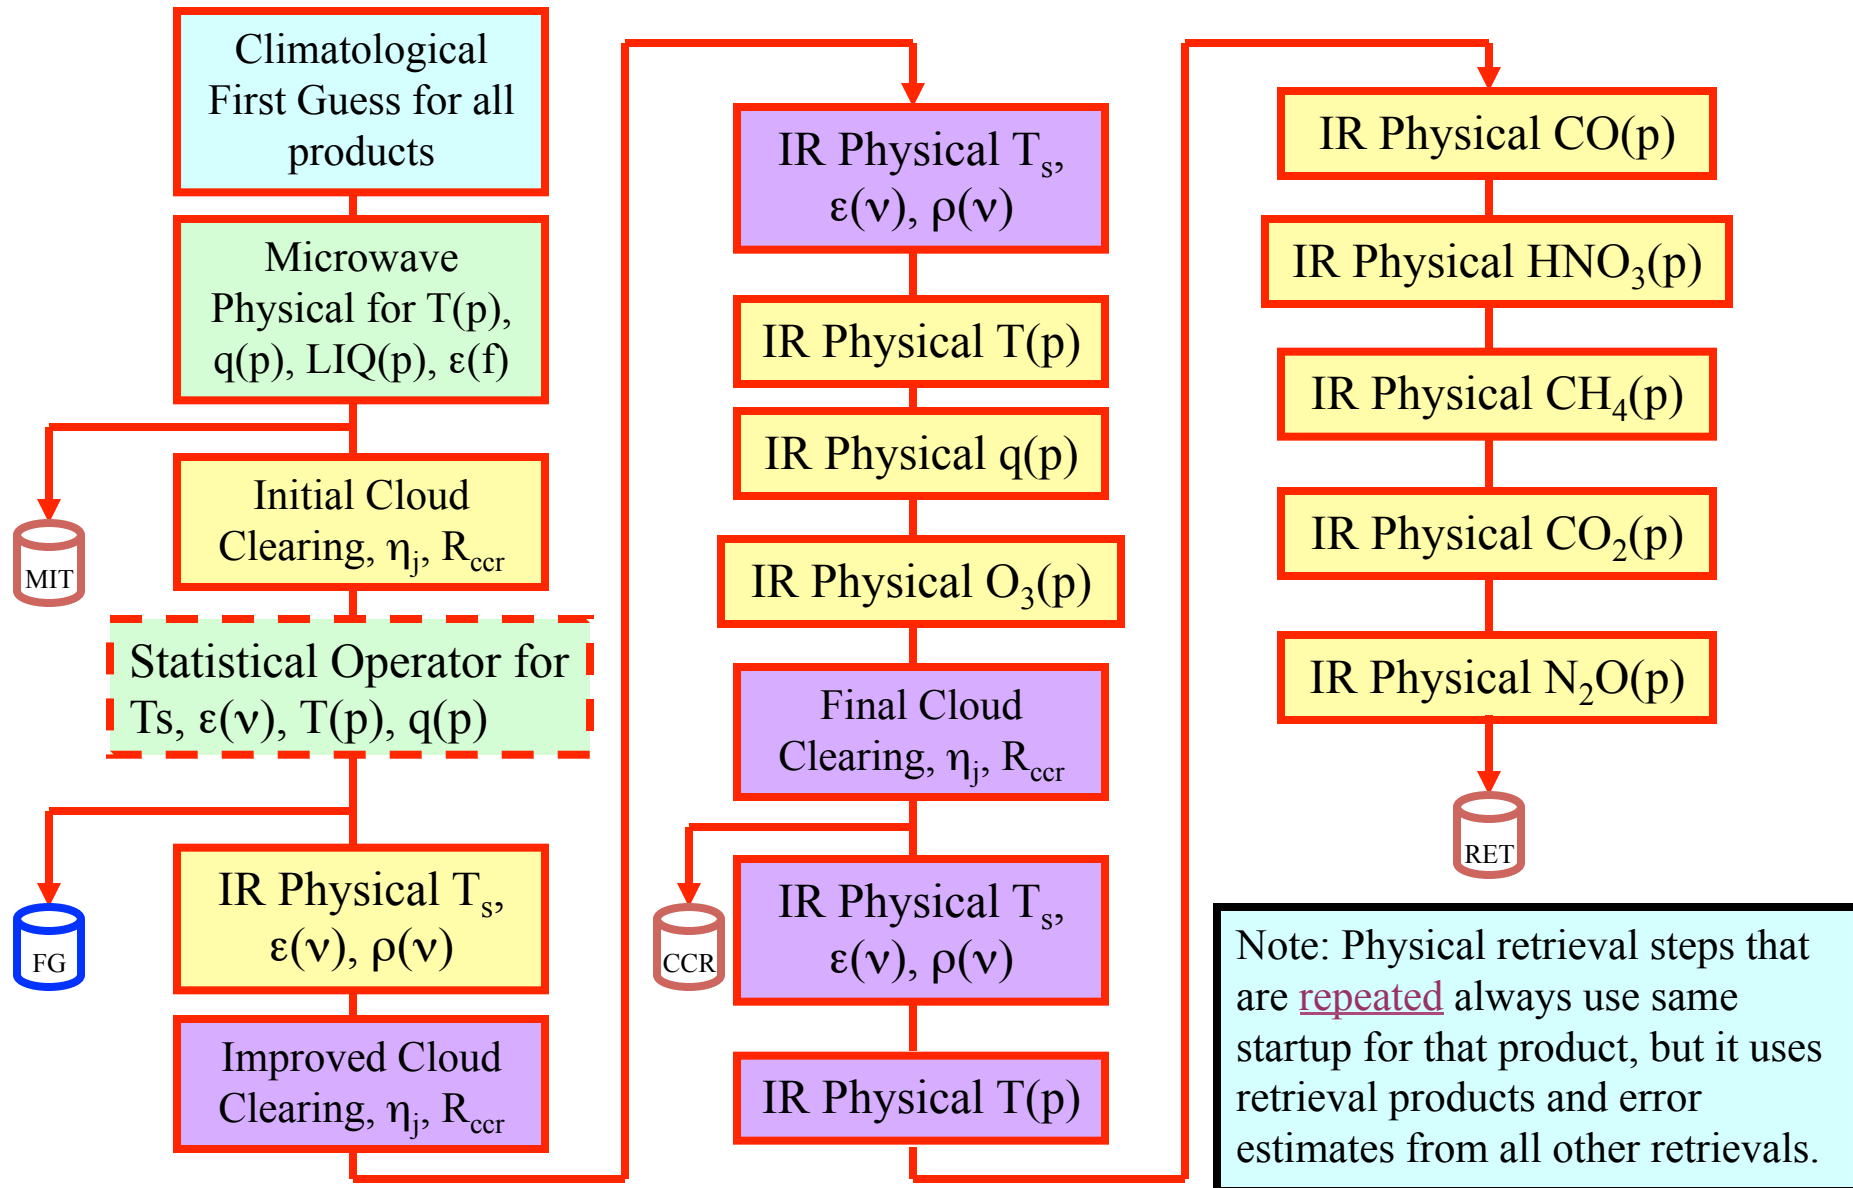 Climatological
First Guess for all
products
Microwave
Physical for T(p),
q(p), LIQ(p), ε(f)
MIT
Initial Cloud
Clearing, ηj, Rccr
Statistical Operator for
Ts, ε(ν), T(p), q(p)
FG
IR Physical Ts,
ε(ν), ρ(ν)
Improved Cloud
Clearing, ηj, Rccr
IR Physical Ts,
ε(ν), ρ(ν)
IR Physical T(p)
IR Physical q(p)
IR Physical O3(p)
Final Cloud
Clearing, ηj, Rccr
CCR
IR Physical Ts,
ε(ν), ρ(ν)
IR Physical T(p)
IR Physical CO(p)
IR Physical HNO3(p)
IR Physical CH4(p)
IR Physical CO2(p)
IR Physical N2O(p)
RET
Note: Physical retrieval steps that
are repeated always use same
startup for that product, but it uses
retrieval products and error
estimates from all other retrievals.